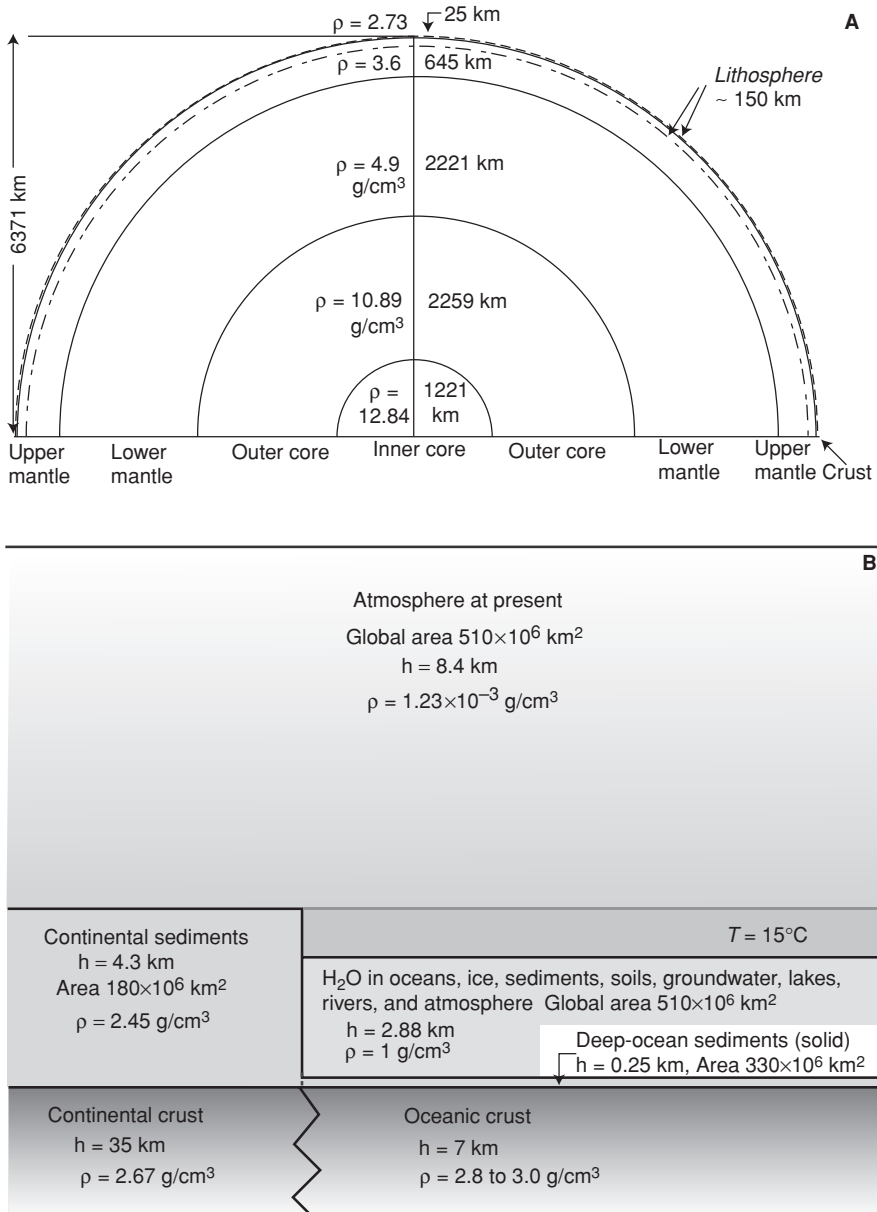 ρ = 2.73
25 km
A
ρ = 3.6
645 km
Lithosphere
~ 150 km
6371 km
ρ = 4.9
g/cm³
2221 km
ρ = 10.89
g/cm³
2259 km
ρ =
12.84
1221
km
Upper
mantle
Lower
mantle
Outer core
Inner core
Outer core
Lower
mantle
Upper
mantle
Crust
B
Atmosphere at present
Global area 510×10⁶ km²
h = 8.4 km
ρ = 1.23×10⁻³ g/cm³
Continental sediments
h = 4.3 km
Area 180×10⁶ km²
ρ = 2.45 g/cm³
T = 15°C
H₂O in oceans, ice, sediments, soils, groundwater, lakes,
rivers, and atmosphere Global area 510×10⁶ km²
h = 2.88 km
ρ = 1 g/cm³
Deep-ocean sediments (solid)
h = 0.25 km, Area 330×10⁶ km²
Continental crust
h = 35 km
ρ = 2.67 g/cm³
Oceanic crust
h = 7 km
ρ = 2.8 to 3.0 g/cm³